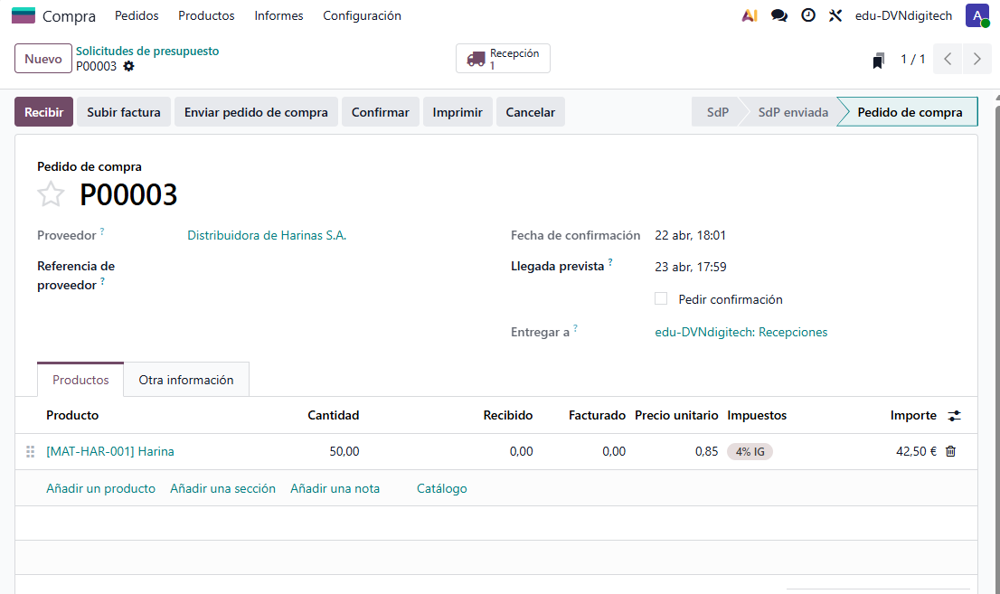 Compra Pedidos Productos Informes Configuración AI edu-DVNdigitech A
Nuevo Solicitudes de presupuesto Recepción
P00003 1 1 / 1
Recibir Subir factura Enviar pedido de compra Confirmar Imprimir Cancelar SdP SdP enviada Pedido de compra
Pedido de compra
P00003
Proveedor ? Distribuidora de Harinas S.A. Fecha de confirmación 22 abr, 18:01
Referencia de Llegada prevista ? 23 abr, 17:59
proveedor ?
Pedir confirmación
Entregar a ? edu-DVNdigitech: Recepciones
Productos Otra información
Producto Cantidad Recibido Facturado Precio unitario Impuestos Importe
[MAT-HAR-001] Harina 50,00 0,00 0,00 0,85 4% IG 42,50 €
Añadir un producto Añadir una sección Añadir una nota Catálogo